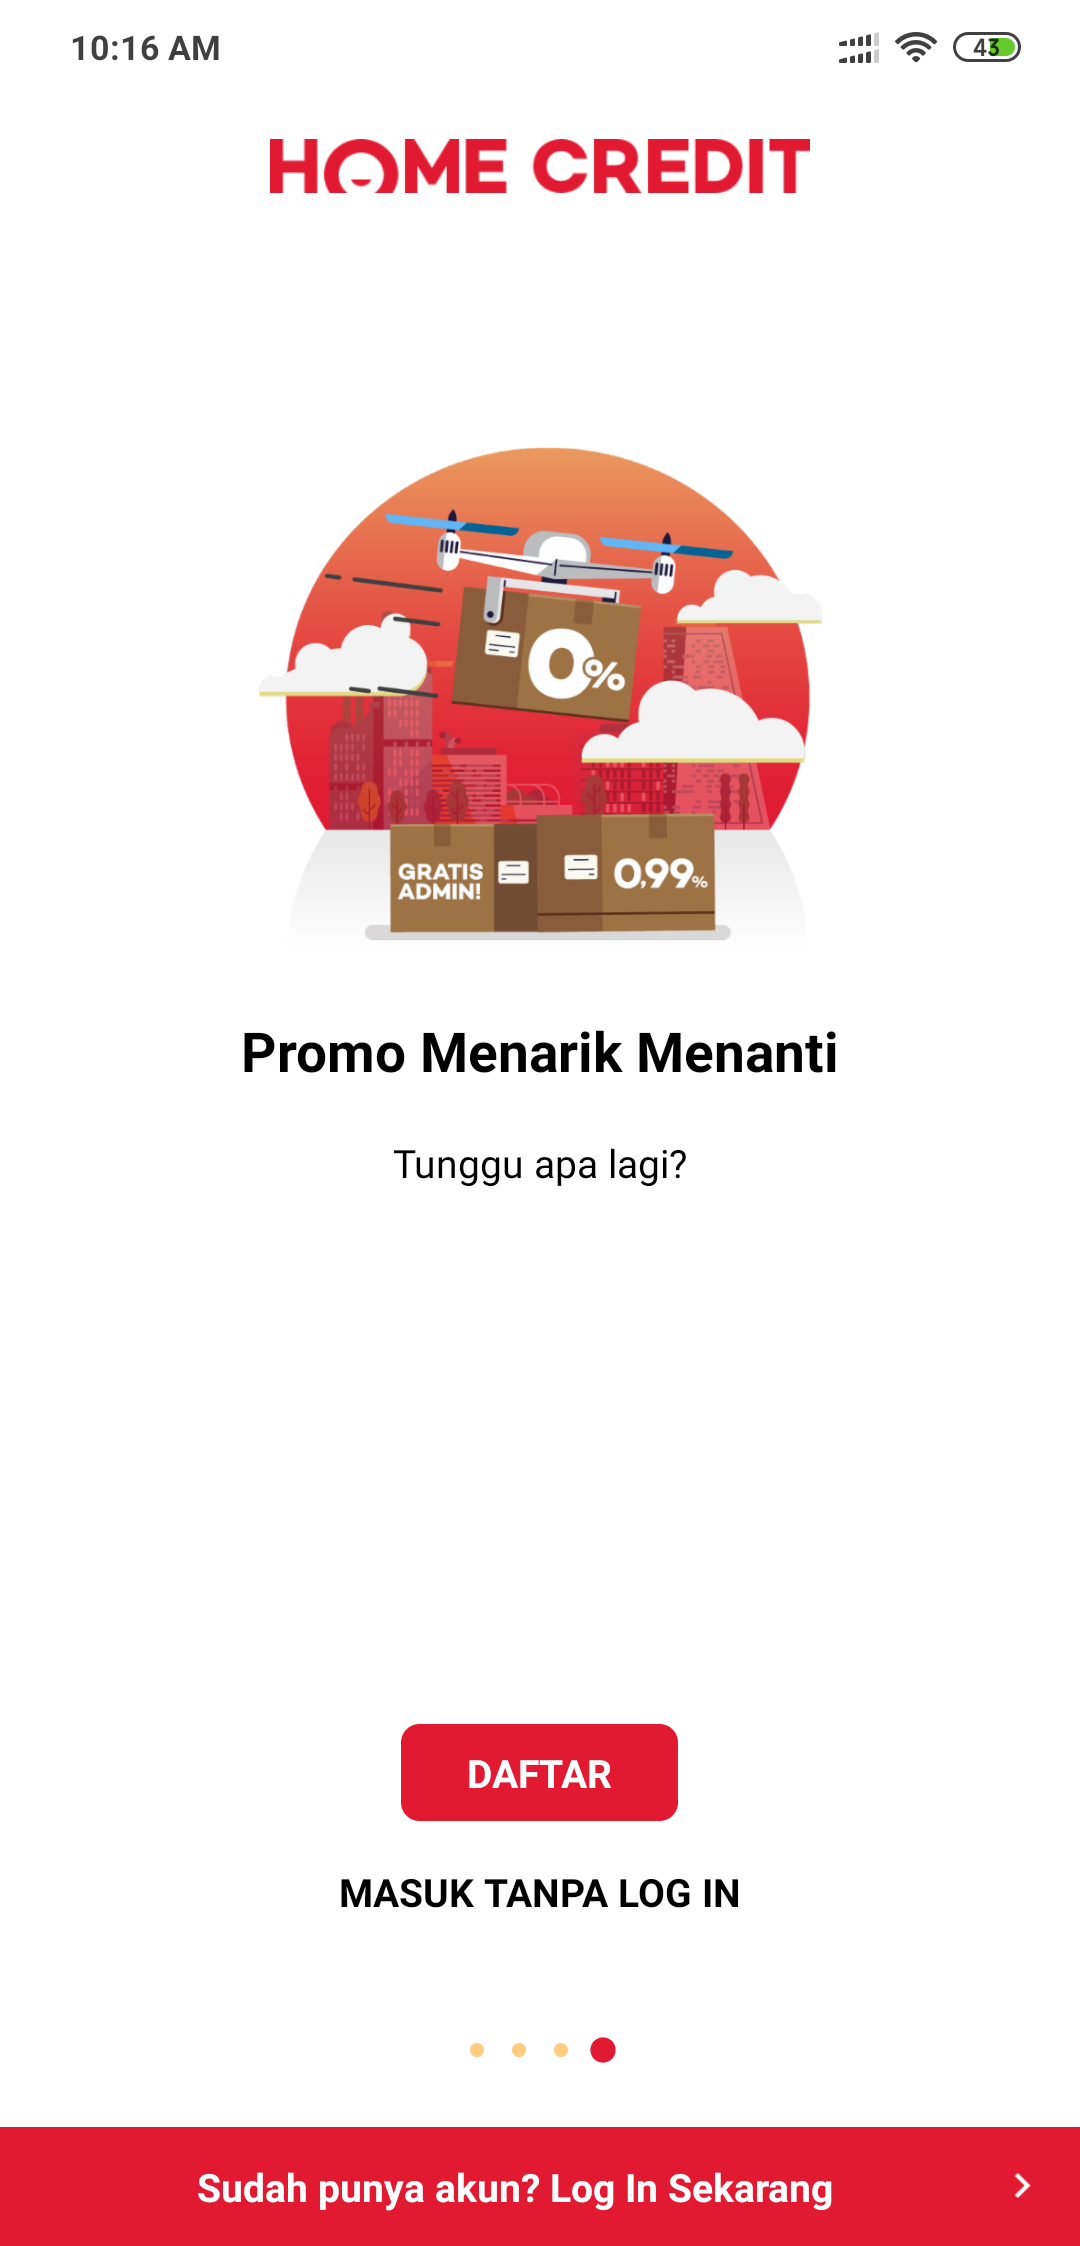 10:16 AM
43
HOME CREDIT
0%
GRATIS
ADMIN!
0,99%
Promo Menarik Menanti
Tunggu apa lagi?
DAFTAR
MASUK TANPA LOG IN
Sudah punya akun? Log In Sekarang